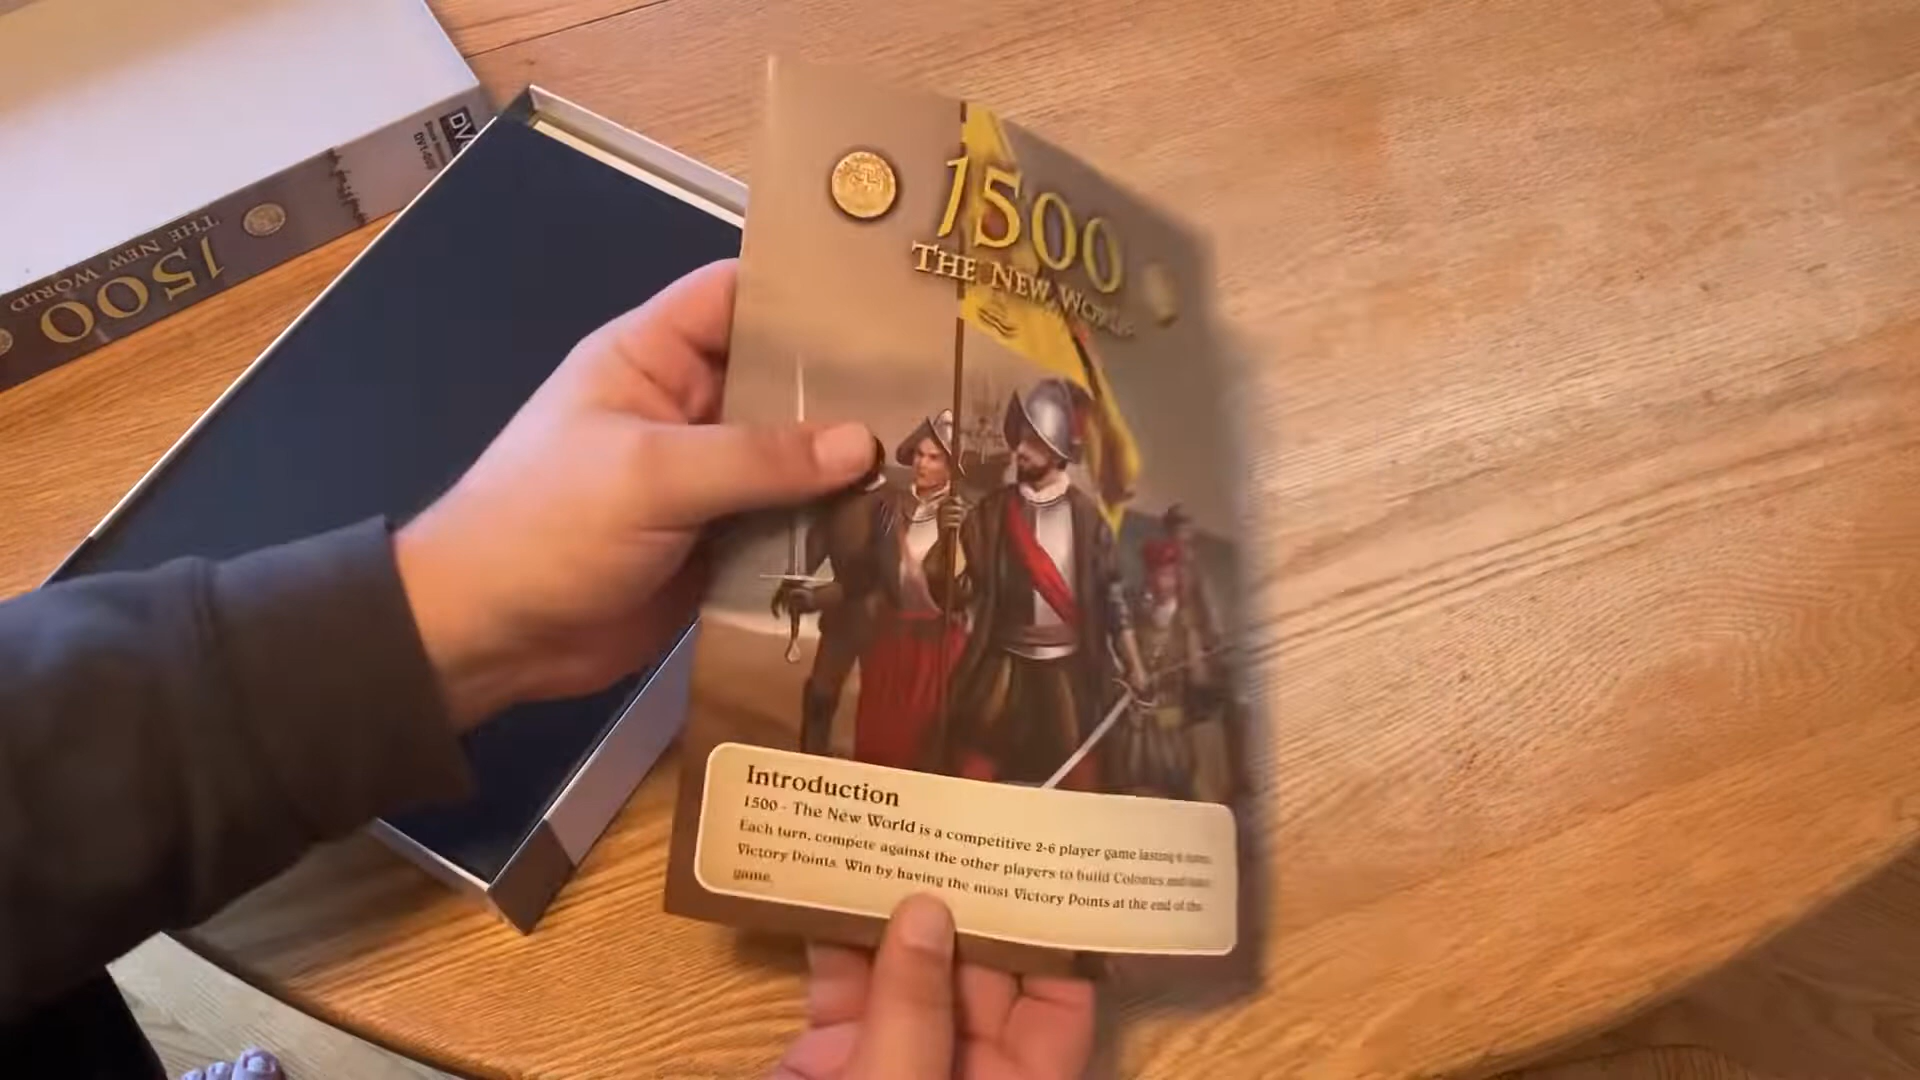 1500
THE NEW WORLD
Introduction
1500 - The New World is a competitive 2-6 player game lasting
Each turn, compete against the other players to build Colonies
Victory Points. Win by having the most Victory Points at the end of the
game.
1500
THE NEW WORLD